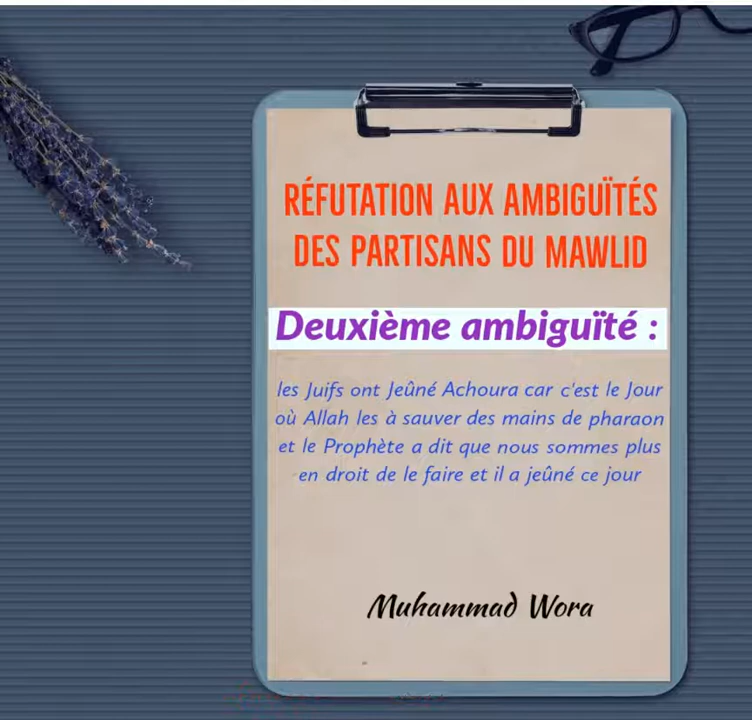 RÉFUTATION AUX AMBIGUÏTÉS
DES PARTISANS DU MAWLID
Deuxième ambiguïté :
les Juifs ont Jeûné Achoura car c'est le Jour
où Allah les à sauver des mains de pharaon
et le Prophète a dit que nous sommes plus
en droit de le faire et il a jeûné ce jour
Muhammad Wora